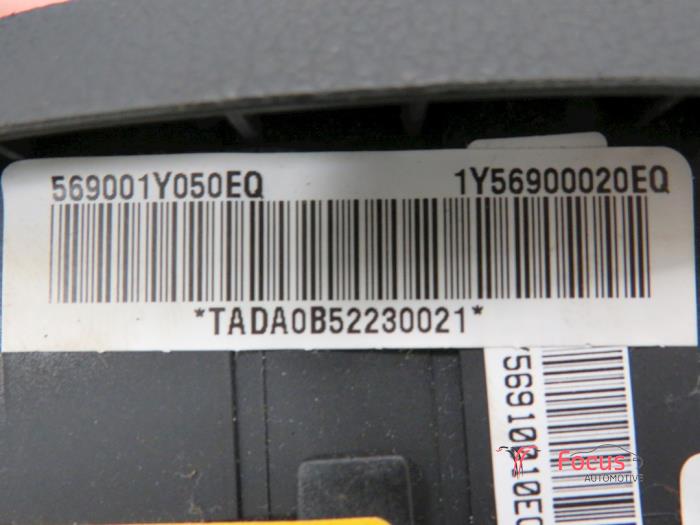 569001Y050EQ 1Y56900020EQ
*TADA0B52230021*
Focus
AUTOMOTIVE